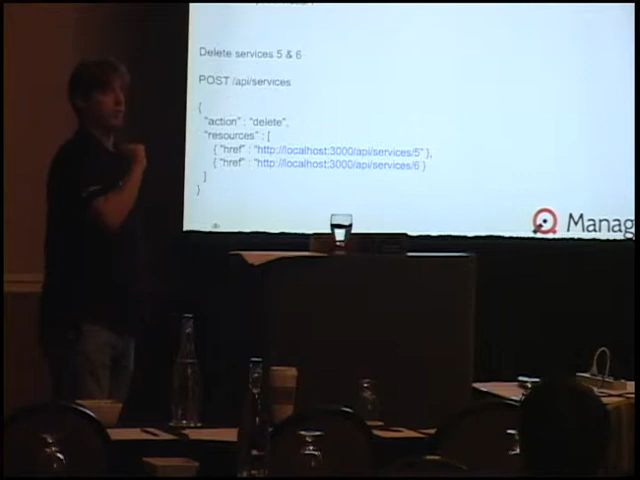 Delete services 5 & 6
POST /api/services
{
"action" : "delete",
"resources" : [
{ "href" : "http://localhost:3000/api/services/5" },
{ "href" : "http://localhost:3000/api/services/6 }
]
}
Manag